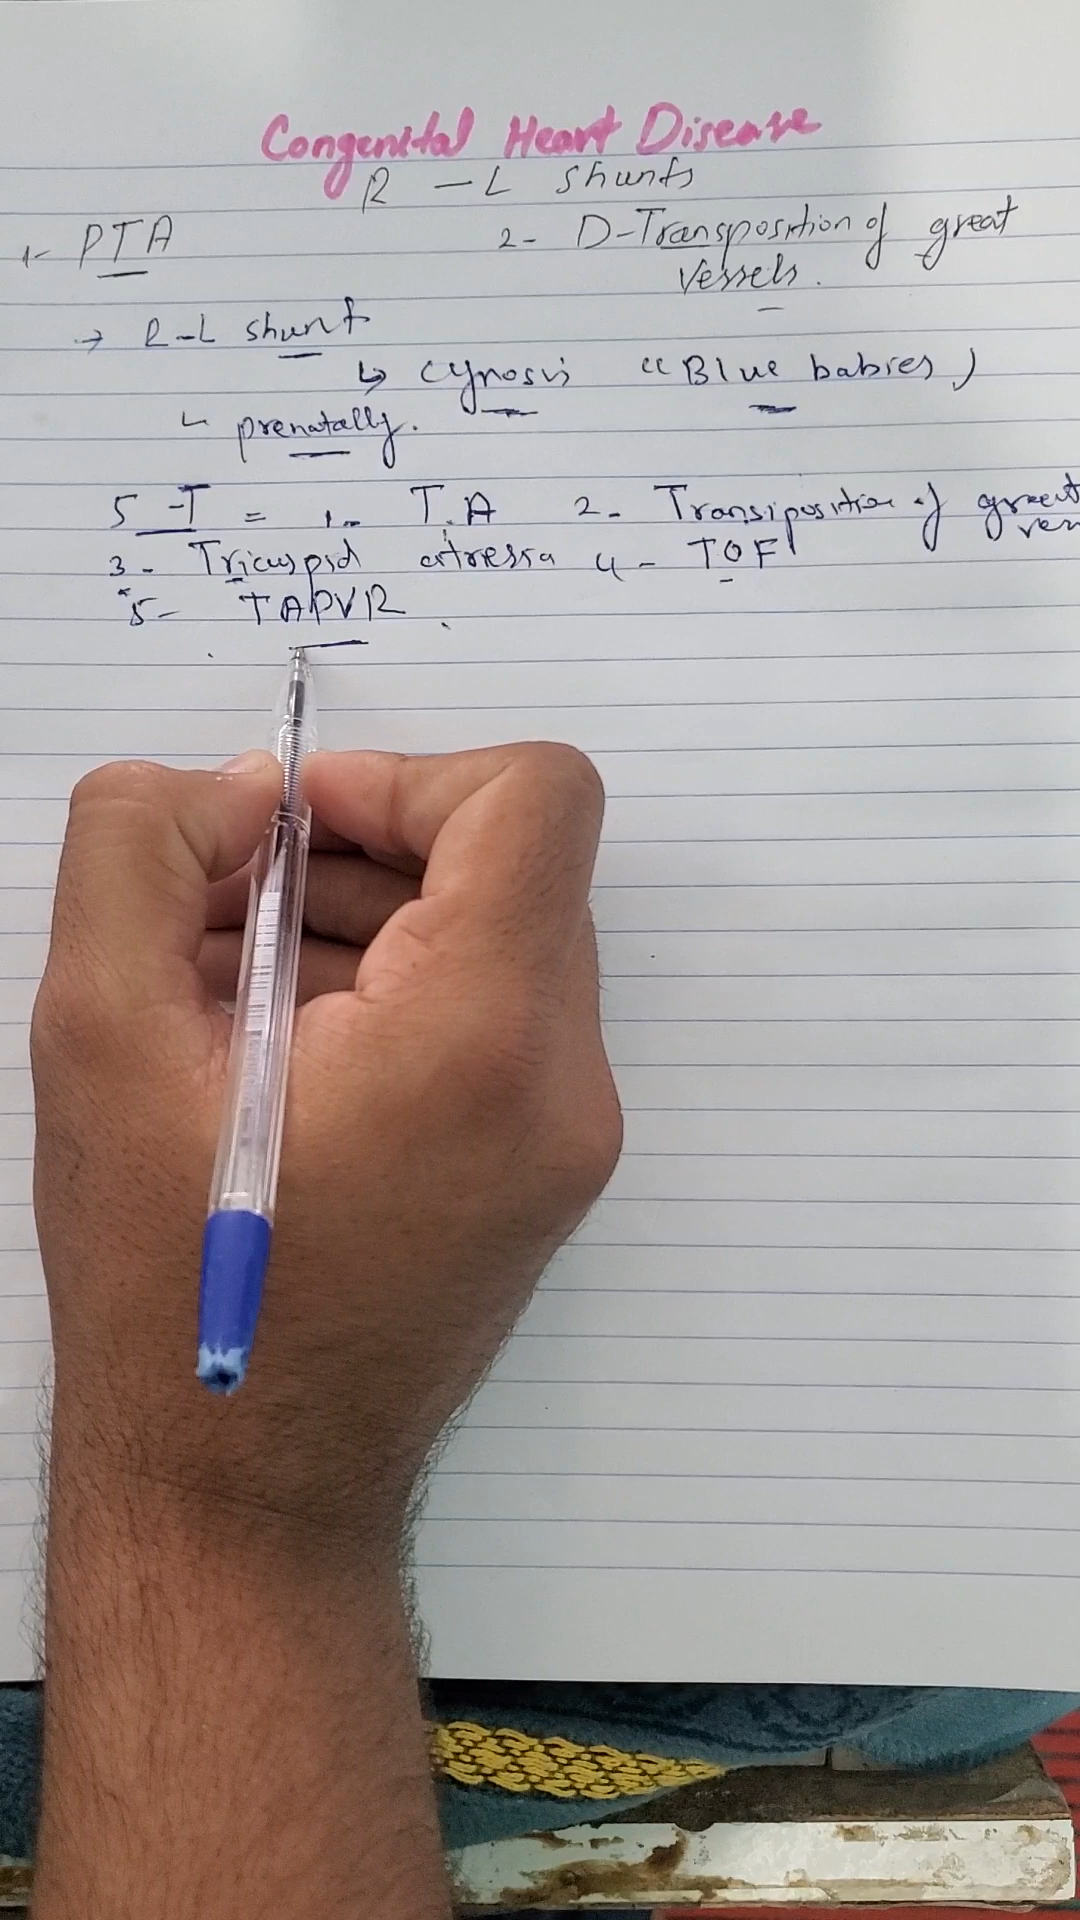 Congenital Heart Disease
R - L shunts
1- PTA 2- D-Transposition of great
Vessels.
→ R-L shunt
↳ Cynosis "Blue babies)
prenatally.
5-T = 1- T.A 2- Transiposition of great
3- Tricuspid atresia 4- TOF
5- TAPVR